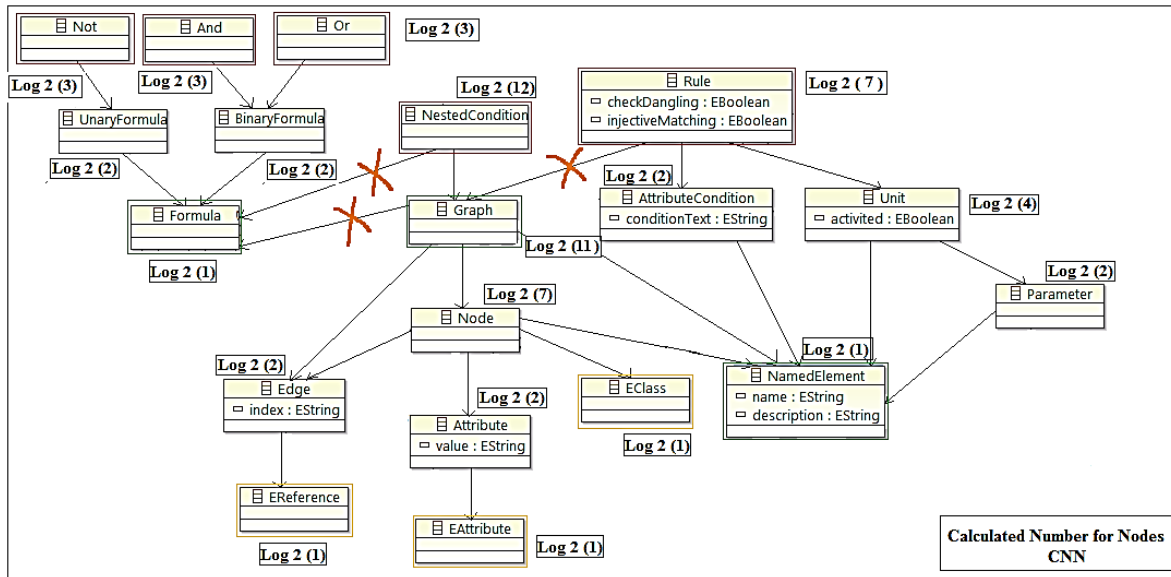 Not
And
Or
Log 2 (3)
Log 2 (3)
Log 2 (3)
Log 2 (12)
Rule
checkDangling : EBoolean
injectiveMatching : EBoolean
Log 2 ( 7 )
UnaryFormula
BinaryFormula
NestedCondition
Log 2 (2)
Log 2 (2)
Log 2 (2)
Formula
Graph
AttributeCondition
conditionText : EString
Unit
activited : EBoolean
Log 2 (4)
Log 2 (1)
Log 2 (11)
Log 2 (2)
Parameter
Log 2 (7)
Node
Log 2 (2)
Log 2 (1)
Edge
index : EString
Log 2 (2)
EClass
NamedElement
name : EString
description : EString
Attribute
value : EString
Log 2 (1)
EReference
EAttribute
Log 2 (1)
Log 2 (1)
Calculated Number for Nodes
CNN